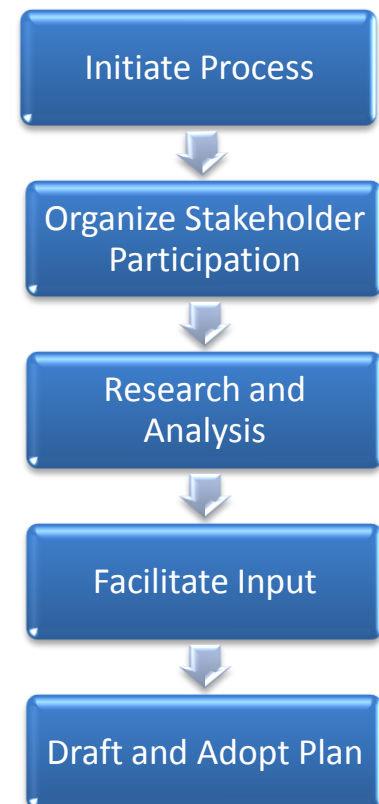 Initiate Process
Organize Stakeholder
Participation
Research and
Analysis
Facilitate Input
Draft and Adopt Plan